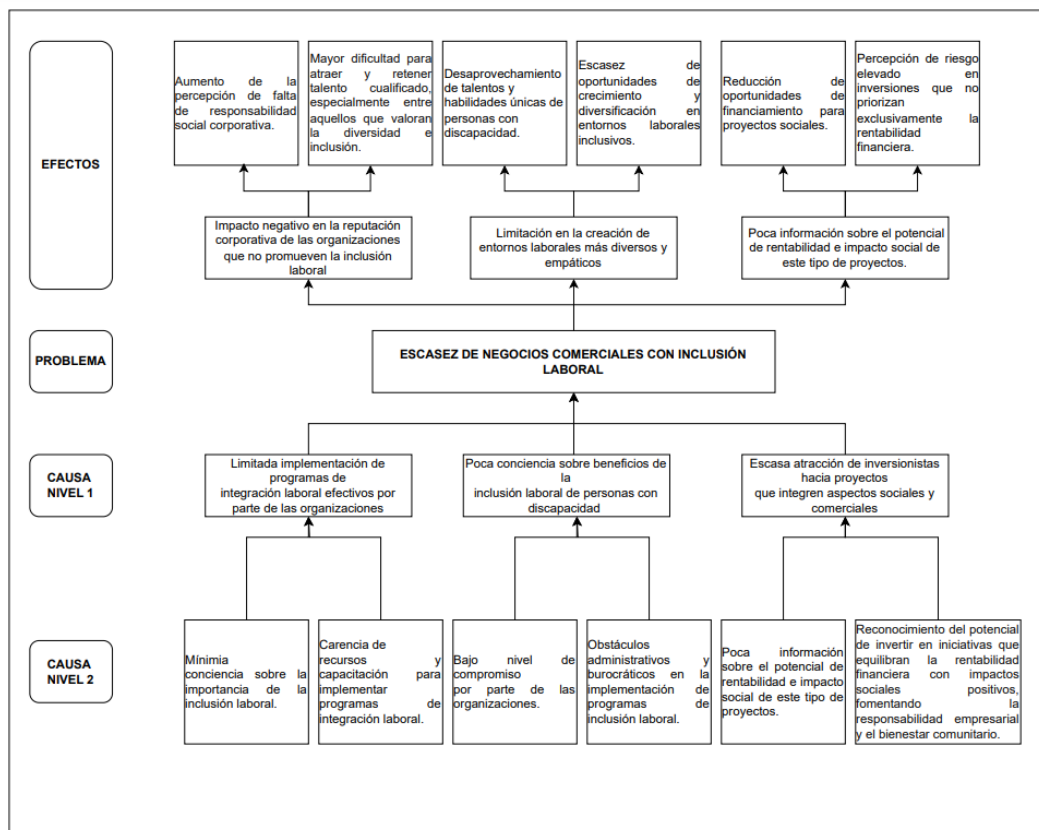 EFECTOS
Aumento de la
percepción de falta
de responsabilidad
social corporativa.
Mayor dificultad para
atraer y retener
talento cualificado,
especialmente entre
aquellos que valoran
la diversidad e
inclusión.
Desaprovechamiento
de talentos y
habilidades únicas de
personas con
discapacidad.
Escasez de
oportunidades de
crecimiento y
diversificación en
entornos laborales
inclusivos.
Reducción de
oportunidades de
financiamiento para
proyectos sociales.
Percepción de riesgo
elevado en
inversiones que no
priorizan
exclusivamente la
rentabilidad
financiera.
Impacto negativo en la reputación
corporativa de las organizaciones
que no promueven la inclusión
laboral
Limitación en la creación de
entornos laborales más diversos y
empáticos
Poca información sobre el potencial
de rentabilidad e impacto social de
este tipo de proyectos.
PROBLEMA
ESCASEZ DE NEGOCIOS COMERCIALES CON INCLUSIÓN
LABORAL
CAUSA
NIVEL 1
Limitada implementación de
programas de
integración laboral efectivos por
parte de las organizaciones
Poca conciencia sobre beneficios de
la
inclusión laboral de personas con
discapacidad
Escasa atracción de inversionistas
hacia proyectos
que integren aspectos sociales y
comerciales
CAUSA
NIVEL 2
Mínimia
conciencia sobre la
importancia de la
inclusión laboral.
Carencia de
recursos y
capacitación para
implementar
programas de
integración laboral.
Bajo nivel de
compromiso
por parte de las
organizaciones.
Obstáculos
administrativos y
burocráticos en la
implementación de
programas de
inclusión laboral.
Poca información
sobre el potencial de
rentabilidad e impacto
social de este tipo de
proyectos.
Reconocimiento del potencial
de invertir en iniciativas que
equilibran la rentabilidad
financiera con impactos
sociales positivos,
fomentando la
responsabilidad empresarial
y el bienestar comunitario.